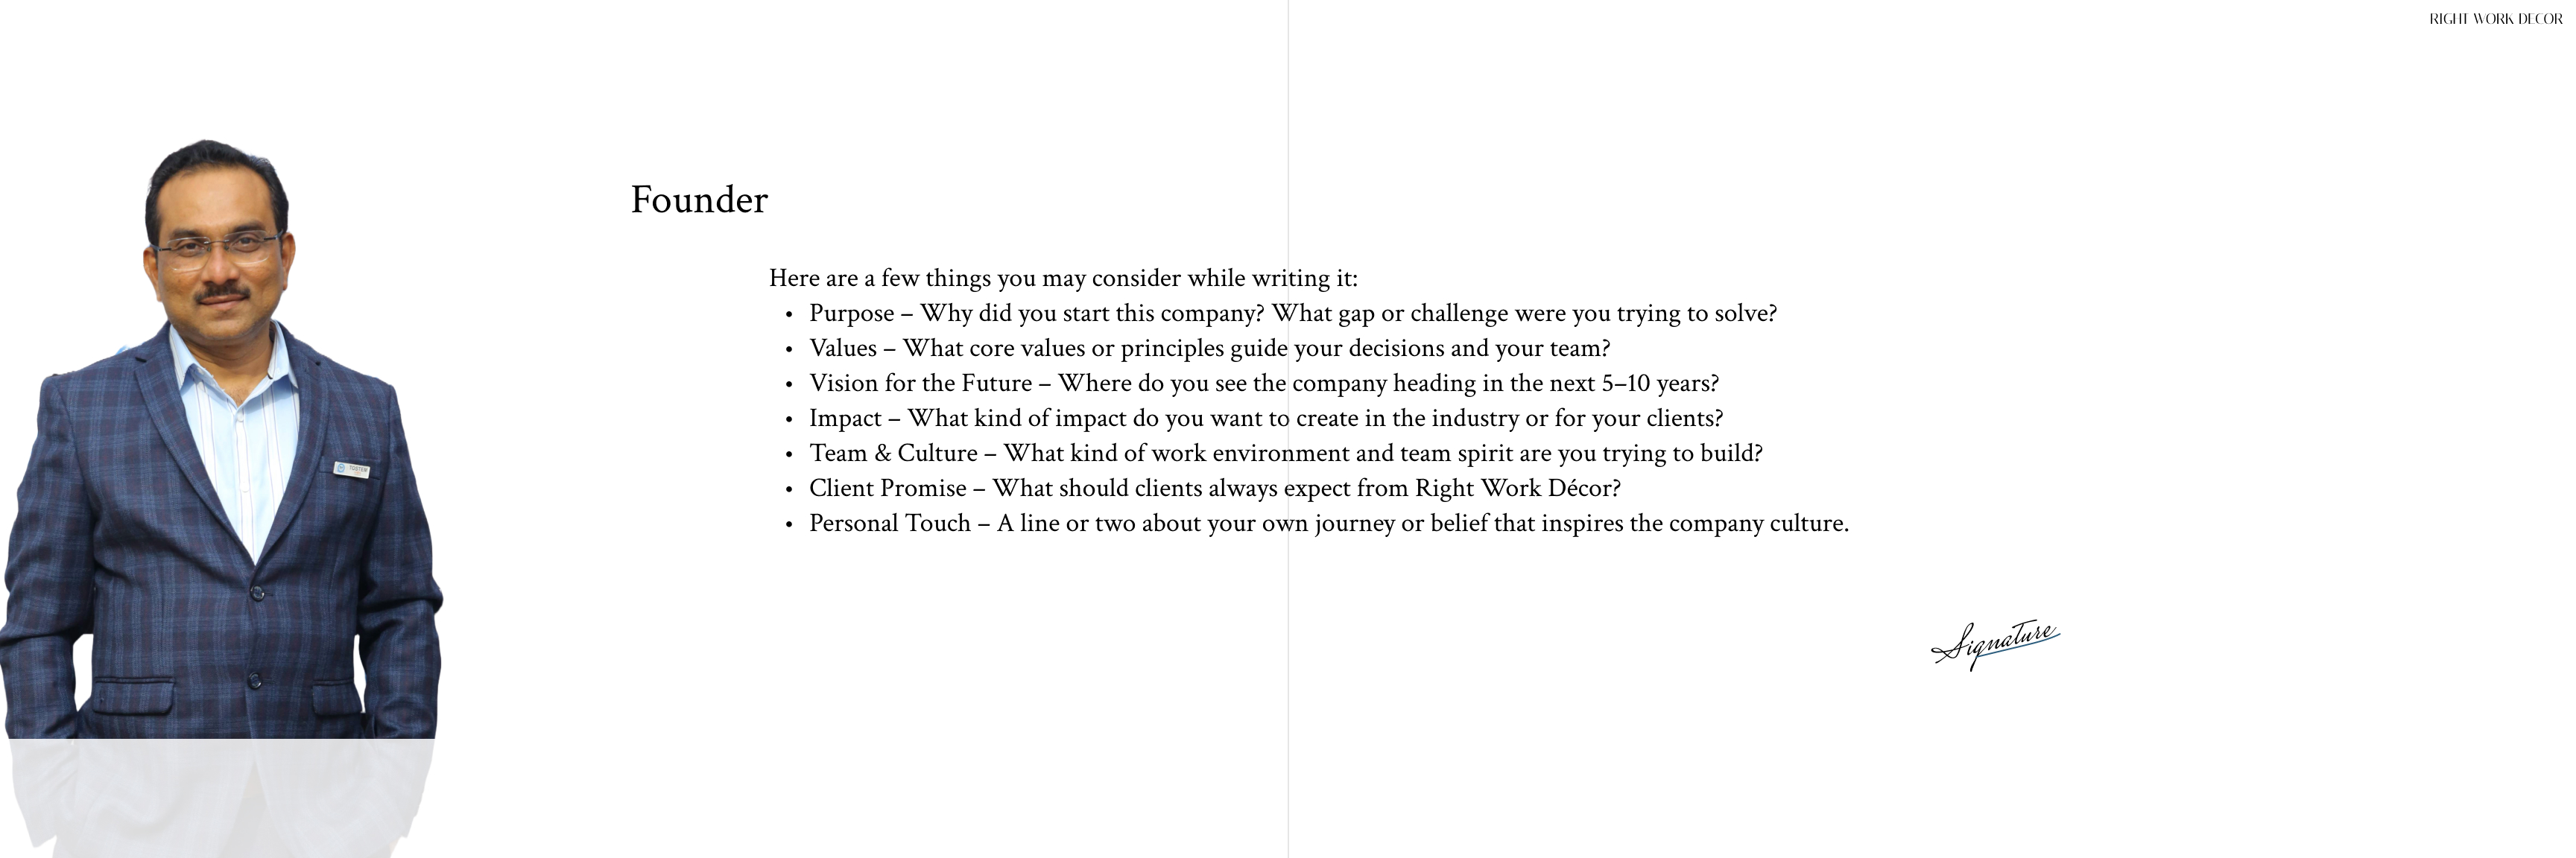 RIGHT WORK DECOR
Founder
Here are a few things you may consider while writing it:
• Purpose – Why did you start this company? What gap or challenge were you trying to solve?
• Values – What core values or principles guide your decisions and your team?
• Vision for the Future – Where do you see the company heading in the next 5–10 years?
• Impact – What kind of impact do you want to create in the industry or for your clients?
• Team & Culture – What kind of work environment and team spirit are you trying to build?
• Client Promise – What should clients always expect from Right Work Décor?
• Personal Touch – A line or two about your own journey or belief that inspires the company culture.
TOSTEM
Signature